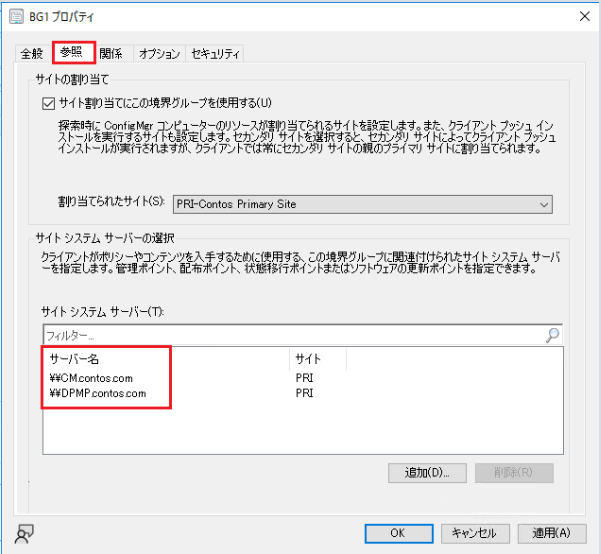 BG1 プロパティ
全般 参照 関係 オプション セキュリティ
サイトの割り当て
サイト割り当てにこの境界グループを使用する(U)
探索時に ConfigMgr コンピューターのリソースが割り当てられるサイトを設定します。また、クライアント プッシュ イン
ストールを実行するサイトも設定します。セカンダリ サイトを選択すると、セカンダリ サイトによってクライアント プッシュ
インストールが実行されますが、クライアントでは常にセカンダリ サイトの親のプライマリ サイトに割り当てられます。
割り当てられたサイト(S): PRI-Contos Primary Site
サイト システム サーバーの選択
クライアントがポリシーやコンテンツを入手するために使用する、この境界グループに関連付けられたサイト システム サーバ
ーを指定します。管理ポイント、配布ポイント、状態移行ポイントまたはソフトウェアの更新ポイントを指定できます。
サイト システム サーバー(T):
フィルター...
サーバー名 サイト
¥¥CM.contos.com PRI
¥¥DPMP.contos.com PRI
追加(D)... 削除(R)
OK キャンセル 適用(A)